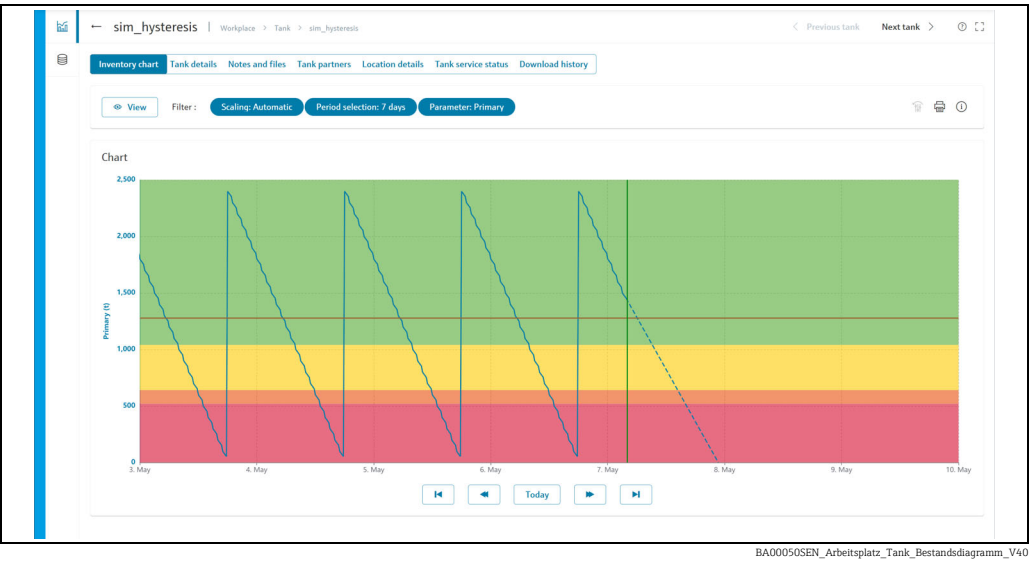 ← sim_hysteresis | Workplace > Tank > sim_hysteresis < Previous tank Next tank >
Inventory chart Tank details Notes and files Tank partners Location details Tank service status Download history
View Filter : Scaling: Automatic Period selection: 7 days Parameter: Primary
Chart
2,500
2,000
1,500
1,000
500
0
Primary (t)
3. May 4. May 5. May 6. May 7. May 8. May 9. May 10. May
Today
BA00050SEN_Arbeitsplatz_Tank_Bestandsdiagramm_V40